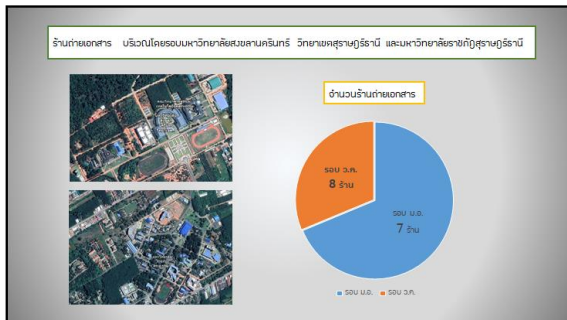 ร้านถ่ายเอกสาร บริเวณโดยรอบมหาวิทยาลัยสงขลานครินทร์ วิทยาเขตสุราษฎร์ธานี และมหาวิทยาลัยราชภัฏสุราษฎร์ธานี
จำนวนร้านถ่ายเอกสาร
รอบ ว.ค.
8 ร้าน
รอบ ม.อ.
7 ร้าน
รอบ ม.อ. รอบ ว.ค.